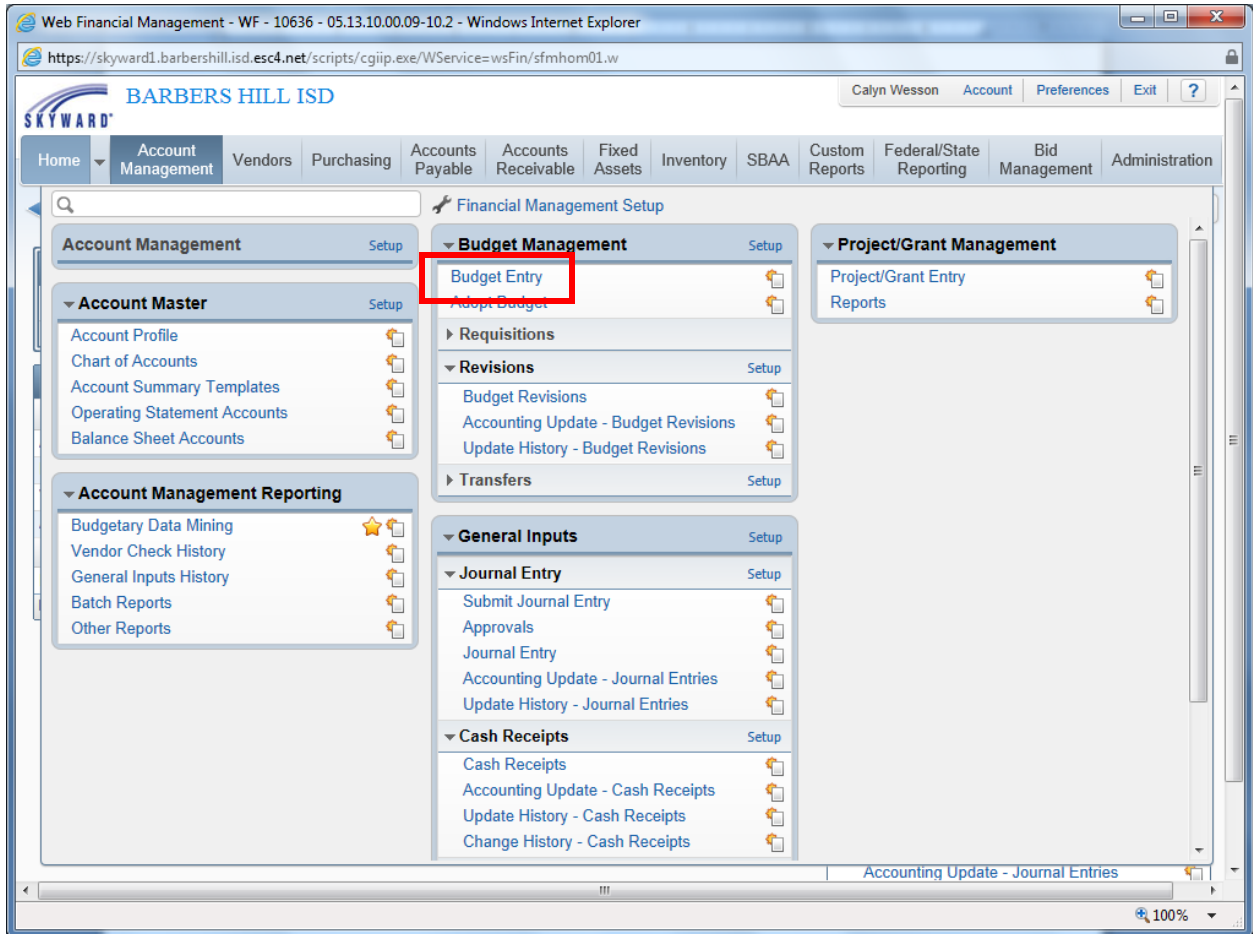 Web Financial Management - WF - 10636 - 05.13.10.00.09-10.2 - Windows Internet Explorer
https://skyward1.barbershill.isd.esc4.net/scripts/cgiip.exe/WService=wsFin/sfmhom01.w
SKYWARD
BARBERS HILL ISD
Calyn Wesson Account Preferences Exit ?
Home Account Management Vendors Purchasing Accounts Payable Accounts Receivable Fixed Assets Inventory SBAA Custom Reports Federal/State Reporting Bid Management Administration
Financial Management Setup
Account Management Setup
Account Master Setup
Account Profile
Chart of Accounts
Account Summary Templates
Operating Statement Accounts
Balance Sheet Accounts
Account Management Reporting
Budgetary Data Mining
Vendor Check History
General Inputs History
Batch Reports
Other Reports
Budget Management Setup
Budget Entry
Adopt Budget
Requisitions
Revisions Setup
Budget Revisions
Accounting Update - Budget Revisions
Update History - Budget Revisions
Transfers Setup
General Inputs Setup
Journal Entry Setup
Submit Journal Entry
Approvals
Journal Entry
Accounting Update - Journal Entries
Update History - Journal Entries
Cash Receipts Setup
Cash Receipts
Accounting Update - Cash Receipts
Update History - Cash Receipts
Change History - Cash Receipts
Project/Grant Management
Project/Grant Entry
Reports
Accounting Update - Journal Entries
100%